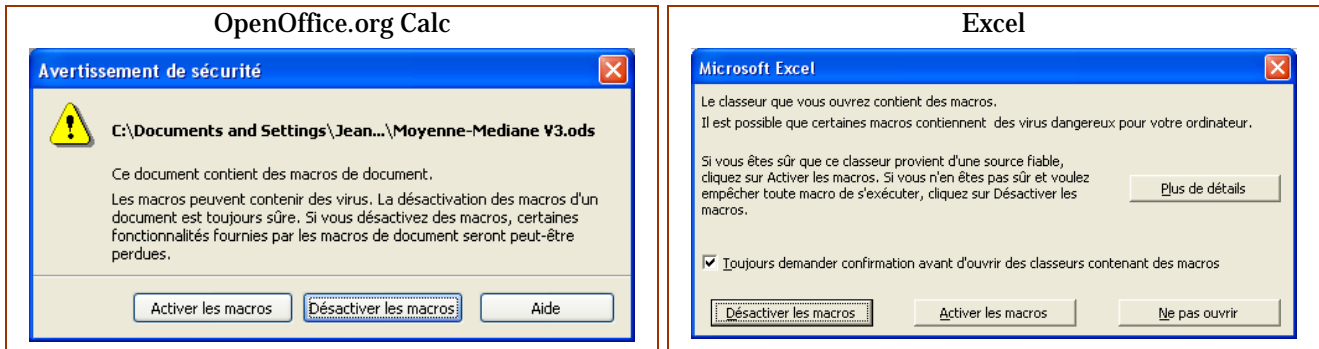 OpenOffice.org Calc
Avertissement de sécurité
C:\Documents and Settings\Jean...\Moyenne-Mediane V3.ods
Ce document contient des macros de document.
Les macros peuvent contenir des virus. La désactivation des macros d'un
document est toujours sûre. Si vous désactivez des macros, certaines
fonctionnalités fournies par les macros de document seront peut-être
perdues.
Activer les macros
Désactiver les macros
Aide
Excel
Microsoft Excel
Le classeur que vous ouvrez contient des macros.
Il est possible que certaines macros contiennent des virus dangereux pour votre ordinateur.
Si vous êtes sûr que ce classeur provient d'une source fiable,
cliquez sur Activer les macros. Si vous n'en êtes pas sûr et voulez
empêcher toute macro de s'exécuter, cliquez sur Désactiver les
macros.
Plus de détails
Toujours demander confirmation avant d'ouvrir des classeurs contenant des macros
Désactiver les macros
Activer les macros
Ne pas ouvrir